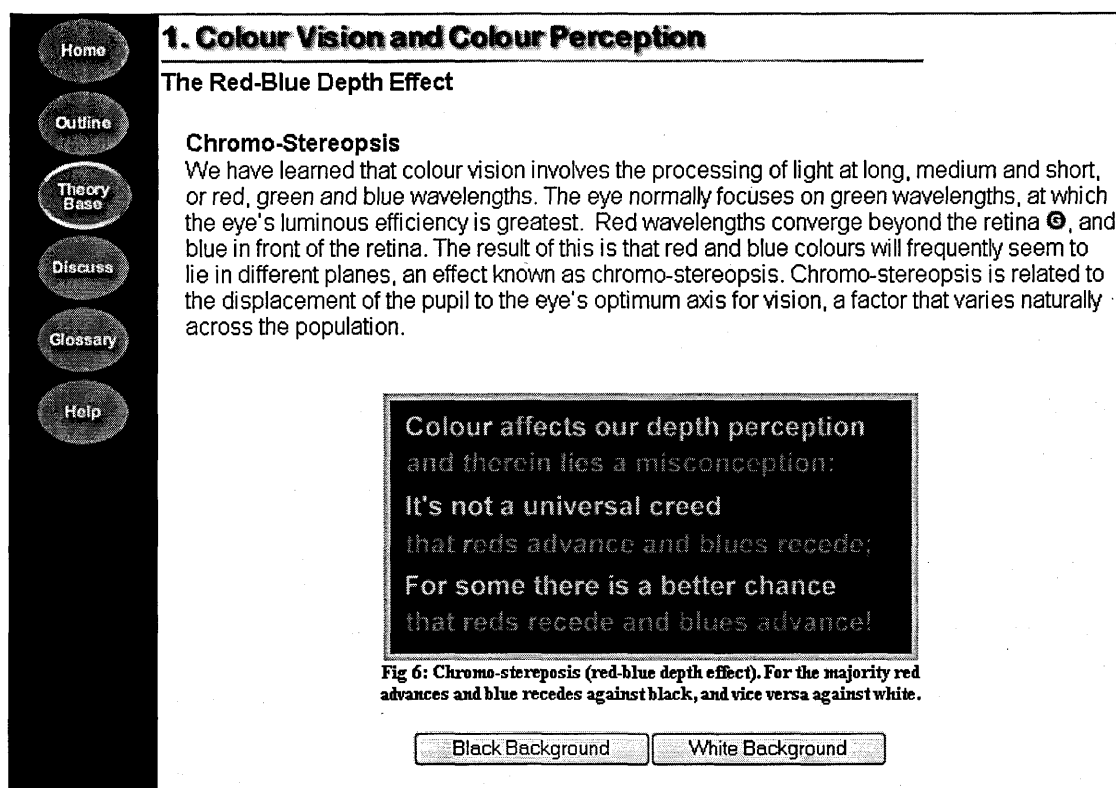 Home
1. Colour Vision and Colour Perception
The Red-Blue Depth Effect
Outline
Theory
Base
Discuss
Glossary
Help
Chromo-Stereopsis
We have learned that colour vision involves the processing of light at long, medium and short,
or red, green and blue wavelengths. The eye normally focuses on green wavelengths, at which
the eye's luminous efficiency is greatest. Red wavelengths converge beyond the retina G, and
blue in front of the retina. The result of this is that red and blue colours will frequently seem to
lie in different planes, an effect known as chromo-stereopsis. Chromo-stereopsis is related to
the displacement of the pupil to the eye's optimum axis for vision, a factor that varies naturally
across the population.
Colour affects our depth perception
and therein lies a misconception:
It's not a universal creed
that reds advance and blues recede;
For some there is a better chance
that reds recede and blues advance!
Fig 6: Chromo-stereposis (red-blue depth effect). For the majority red
advances and blue recedes against black, and vice versa against white.
Black Background
White Background